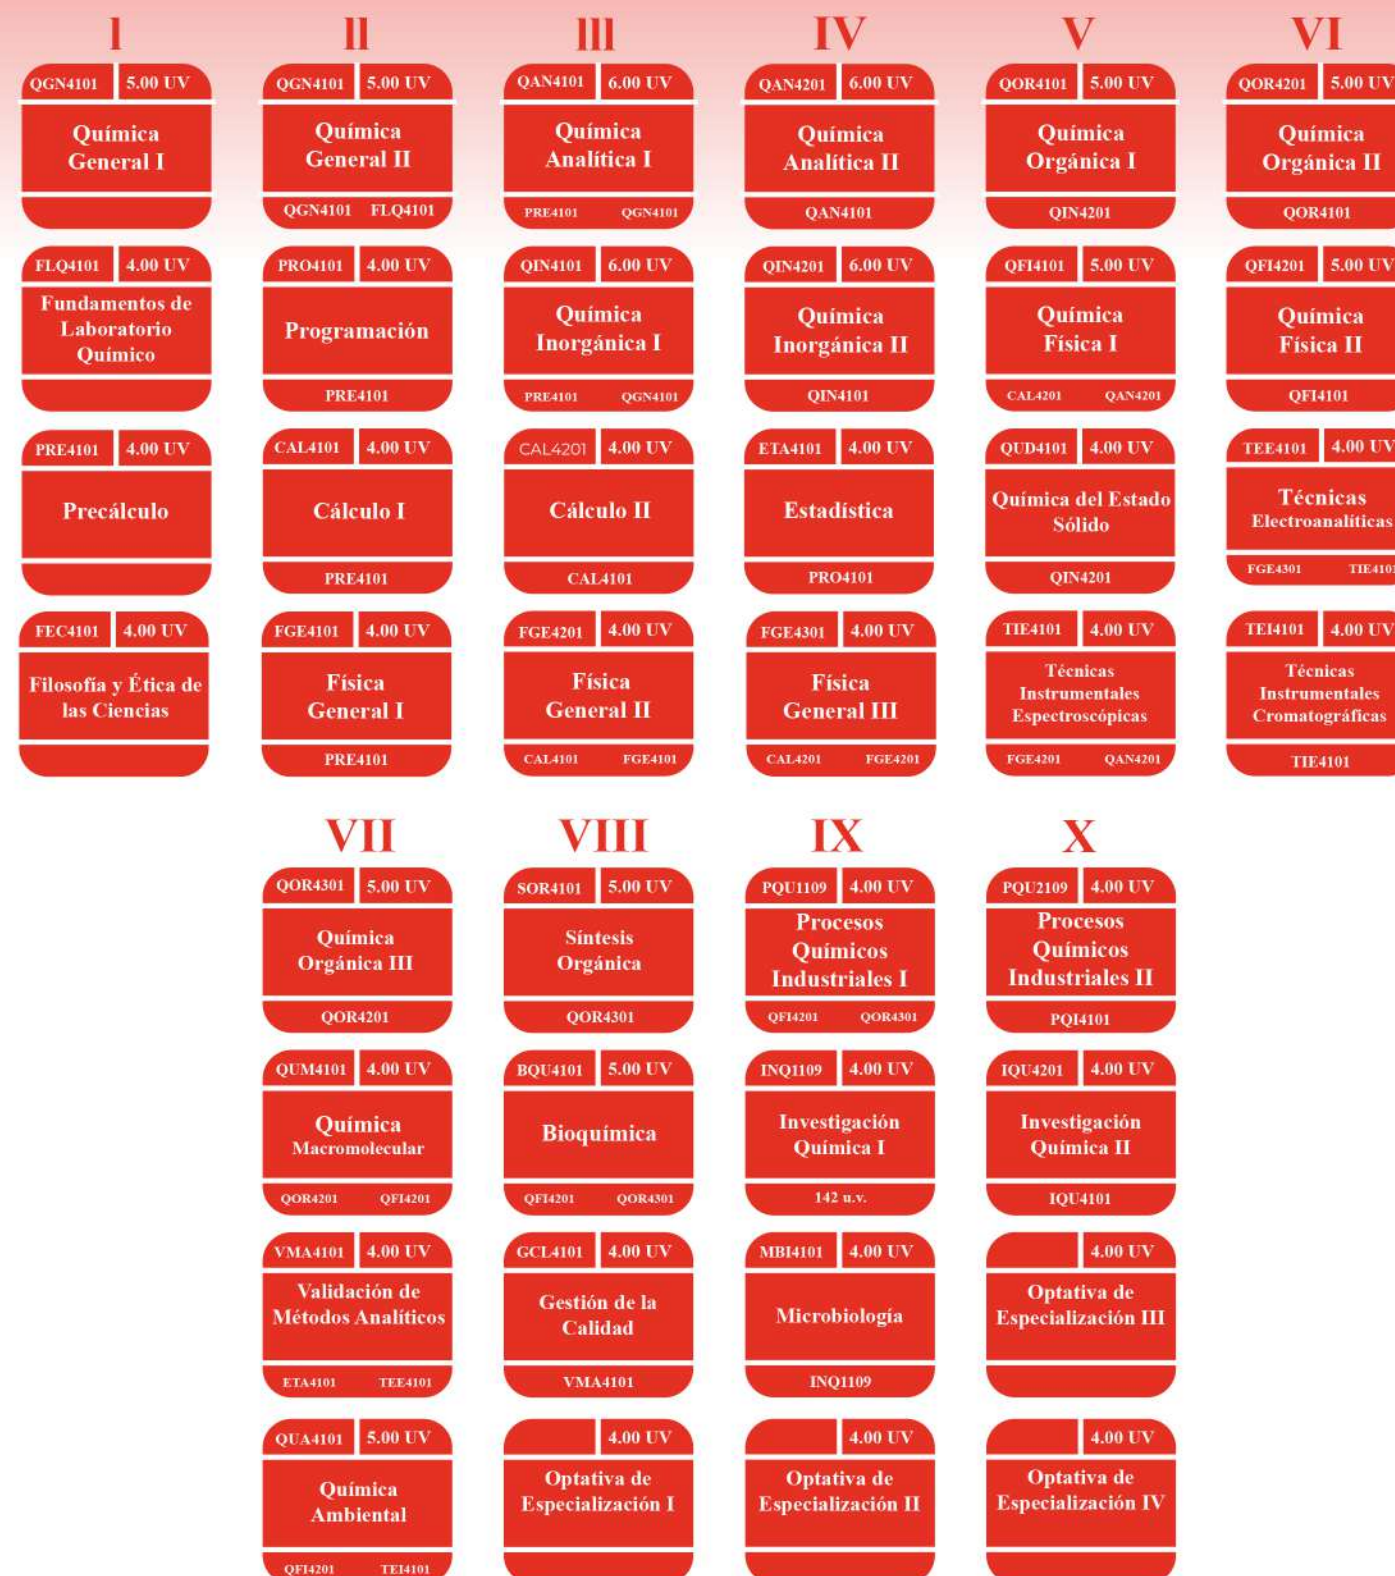 I
QGN4101 5.00 UV
Química
General I
FLQ4101 4.00 UV
Fundamentos de
Laboratorio
Químico
PRE4101 4.00 UV
Precálculo
FEC4101 4.00 UV
Filosofía y Ética de
las Ciencias
II
QGN4101 5.00 UV
Química
General II
QGN4101 FLQ4101
PRO4101 4.00 UV
Programación
PRE4101
CAL4101 4.00 UV
Cálculo I
PRE4101
FGE4101 4.00 UV
Física
General I
PRE4101
III
QAN4101 6.00 UV
Química
Analítica I
PRE4101 QGN4101
QIN4101 6.00 UV
Química
Inorgánica I
PRE4101 QGN4101
CAL4201 4.00 UV
Cálculo II
CAL4101
FGE4201 4.00 UV
Física
General II
CAL4101 FGE4101
IV
QAN4201 6.00 UV
Química
Analítica II
QAN4101
QIN4201 6.00 UV
Química
Inorgánica II
QIN4101
ETA4101 4.00 UV
Estadística
PRO4101
FGE4301 4.00 UV
Física
General III
CAL4201 FGE4201
V
QOR4101 5.00 UV
Química
Orgánica I
QIN4201
QFI4101 5.00 UV
Química
Física I
CAL4201 QAN4201
QUD4101 4.00 UV
Química del Estado
Sólido
QIN4201
TIE4101 4.00 UV
Técnicas
Instrumentales
Espectroscópicas
FGE4201 QAN4201
VI
QOR4201 5.00 UV
Química
Orgánica II
QOR4101
QFI4201 5.00 UV
Química
Física II
QFI4101
TEE4101 4.00 UV
Técnicas
Electroanalíticas
FGE4301 TIE4101
TEI4101 4.00 UV
Técnicas
Instrumentales
Cromatográficas
TIE4101
VII
QOR4301 5.00 UV
Química
Orgánica III
QOR4201
QUM4101 4.00 UV
Química
Macromolecular
QOR4201 QFI4201
VMA4101 4.00 UV
Validación de
Métodos Analíticos
ETA4101 TEE4101
QUA4101 5.00 UV
Química
Ambiental
QFI4201 TEI4101
VIII
SOR4101 5.00 UV
Síntesis
Orgánica
QOR4301
BQU4101 5.00 UV
Bioquímica
QFI4201 QOR4301
GCL4101 4.00 UV
Gestión de la
Calidad
VMA4101
4.00 UV
Optativa de
Especialización I
IX
PQU1109 4.00 UV
Procesos
Químicos
Industriales I
QFI4201 QOR4301
INQ1109 4.00 UV
Investigación
Química I
142 u.v.
MBI4101 4.00 UV
Microbiología
INQ1109
4.00 UV
Optativa de
Especialización II
X
PQU2109 4.00 UV
Procesos
Químicos
Industriales II
PQI4101
IQU4201 4.00 UV
Investigación
Química II
IQU4101
4.00 UV
Optativa de
Especialización III
4.00 UV
Optativa de
Especialización IV